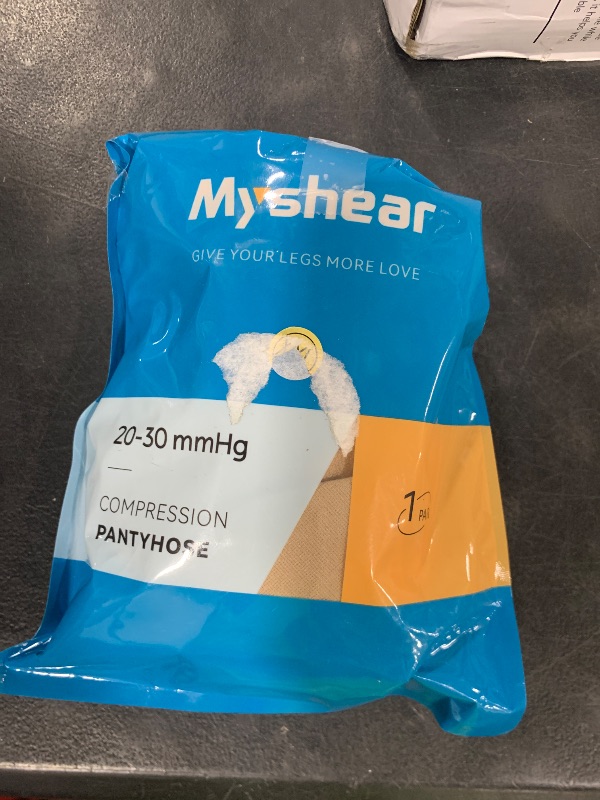 Myshear
GIVE YOUR LEGS MORE LOVE
20-30 mmHg
COMPRESSION
PANTYHOSE
1